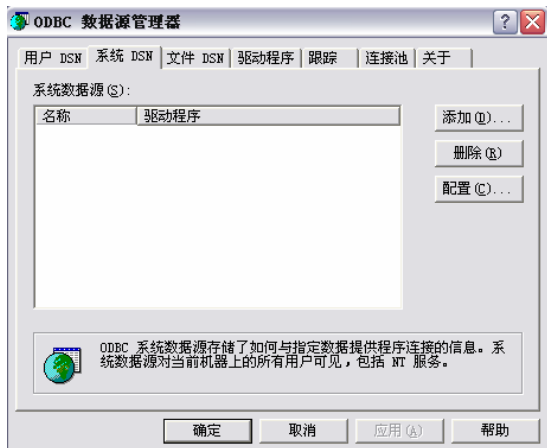 ODBC 数据源管理器
用户 DSN 系统 DSN 文件 DSN 驱动程序 跟踪 连接池 关于
系统数据源(S):
名称 驱动程序
添加(D)...
删除(R)
配置(C)...
ODBC 系统数据源存储了如何与指定数据提供程序连接的信息。系
统数据源对当前机器上的所有用户可见，包括 NT 服务。
确定 取消 应用(A) 帮助